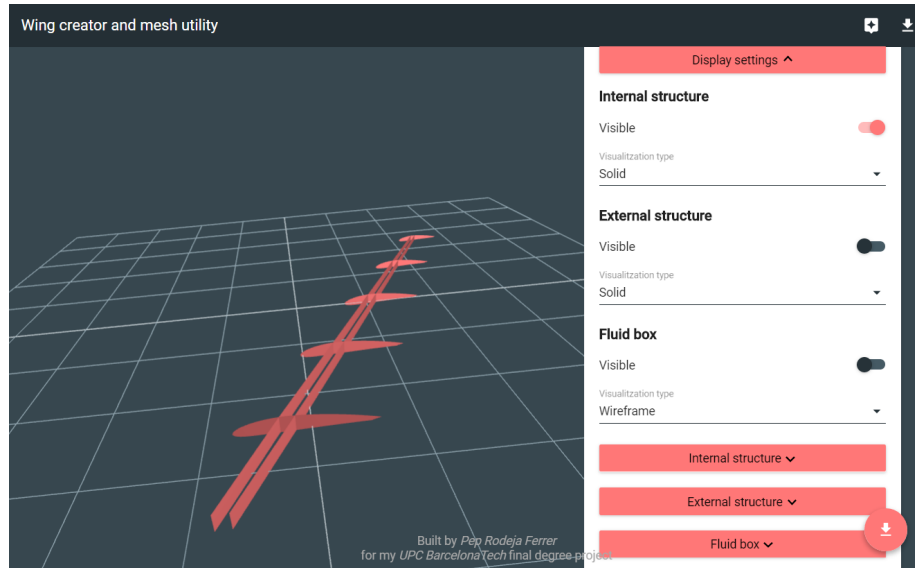 Wing creator and mesh utility
Display settings
Internal structure
Visible
Visualitzation type
Solid
External structure
Visible
Visualitzation type
Solid
Fluid box
Visible
Visualitzation type
Wireframe
Internal structure
External structure
Fluid box
Built by Pep Rodeja Ferrer
for my UPC BarcelonaTech final degree project